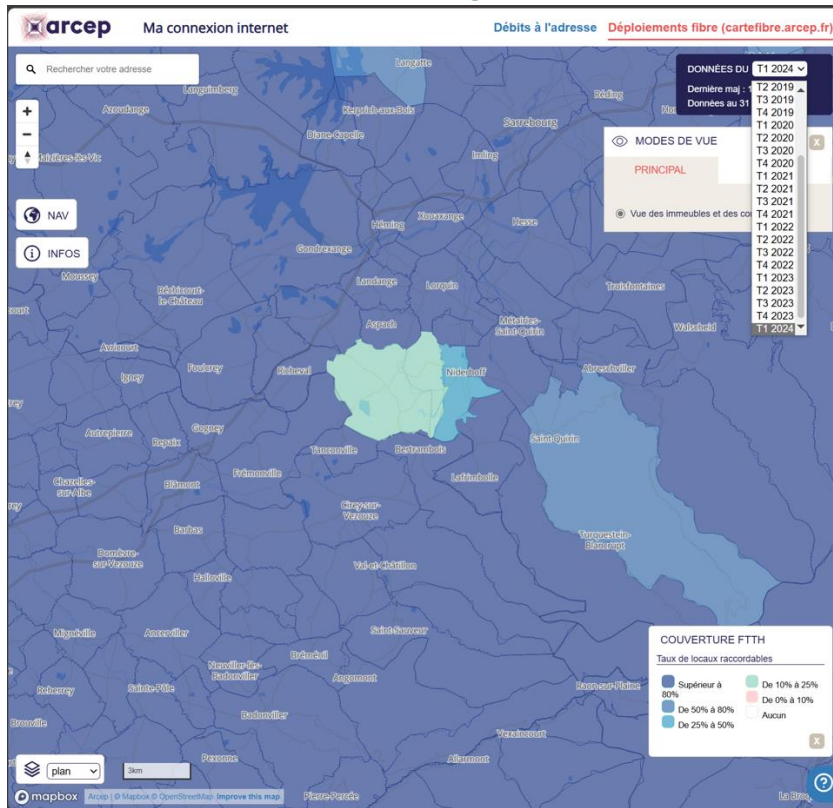 arcep
Ma connexion internet
Débits à l'adresse
Déploiements fibre (cartefibre.arcep.fr)
Rechercher votre adresse
+
−
NAV
INFOS
DONNÉES DU
T1 2024
Dernière maj : 1
Données au 31
T2 2019
T3 2019
T4 2019
T1 2020
T2 2020
T3 2020
T4 2020
T1 2021
T2 2021
T3 2021
T4 2021
T1 2022
T2 2022
T3 2022
T4 2022
T1 2023
T2 2023
T3 2023
T4 2023
T1 2024
MODES DE VUE
X
PRINCIPAL
Vue des immeubles et des co
Langatte
Languimberg
Azoudange
Kerprich-aux-Bois
Réding
Sarrebourg
Diane-Capelle
Imling
Maizières-lès-Vic
Xouaxange
Héming
Hesse
Gondrexange
Moussey
Landange
Lorquin
Troisfontaines
Réchicourt-
le-Château
Aspach
Métairies-
Saint-Quirin
Walscheid
Avricourt
Foulcrey
Richeval
Niderhoff
Abreschviller
Igney
Autrepierre
Gogney
Repaix
Saint-Quirin
Tanconville
Bertrambois
Frémonville
Lafrimbolle
Chazelles-
sur-Albe
Blâmont
Cirey-sur-
Vezouze
Barbas
Turquestein-
Blancrupt
Domèvre-
sur-Vezouze
Val-et-Châtillon
Halloville
Mignéville
Ancerviller
Saint-Sauveur
Bréménil
Neuviller-lès-
Badonviller
Angomont
Reherrey
Sainte-Pôle
Raon-sur-Plaine
Brouville
Badonviller
Vexaincourt
Pexonne
Allarmont
Pierre-Percée
COUVERTURE FTTH
Taux de locaux raccordables
Supérieur à
80%
De 50% à 80%
De 25% à 50%
De 10% à 25%
De 0% à 10%
Aucun
X
plan
3km
?
mapbox
Arcep | © Mapbox © OpenStreetMap Improve this map